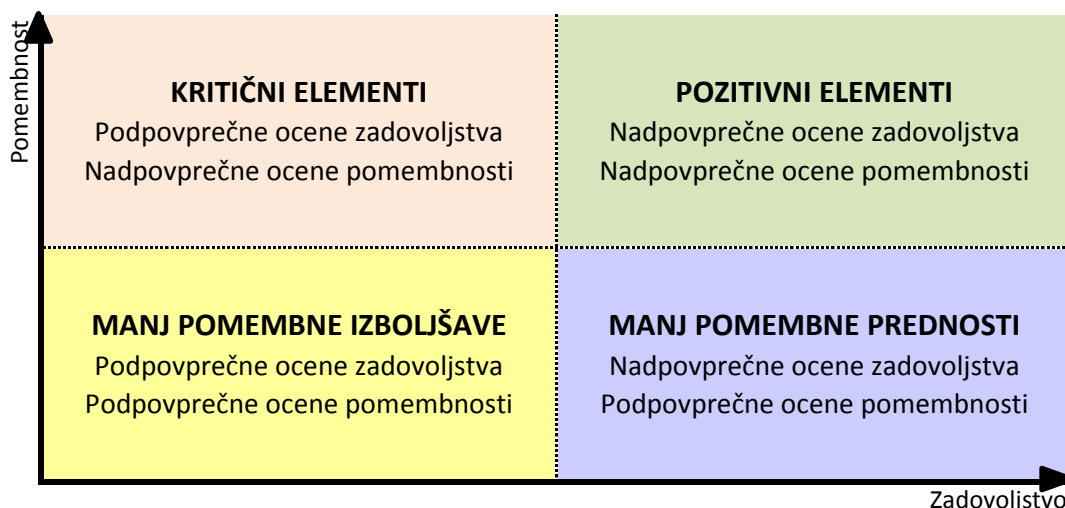 Pomembnost
KRITIČNI ELEMENTI
Podpovprečne ocene zadovoljstva
Nadpovprečne ocene pomembnosti
POZITIVNI ELEMENTI
Nadpovprečne ocene zadovoljstva
Nadpovprečne ocene pomembnosti
MANJ POMEMBNE IZBOLJŠAVE
Podpovprečne ocene zadovoljstva
Podpovprečne ocene pomembnosti
MANJ POMEMBNE PREDNOSTI
Nadpovprečne ocene zadovoljstva
Podpovprečne ocene pomembnosti
Zadovoljstvo